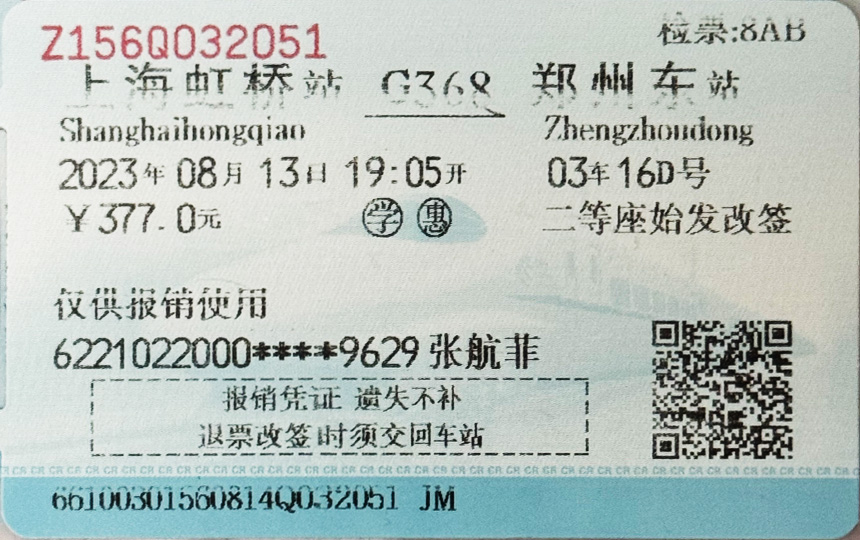 Z156Q032051 检票:8AB
上海虹桥站 G368 郑州东站
Shanghaihongqiao Zhengzhoudong
2023年08月13日 19:05开 03车16D号
￥377.0元 学 惠 二等座始发改签
仅供报销使用
6221022000****9629 张航菲
报销凭证 遗失不补
退票改签时须交回车站
66100301560814Q032051 JM